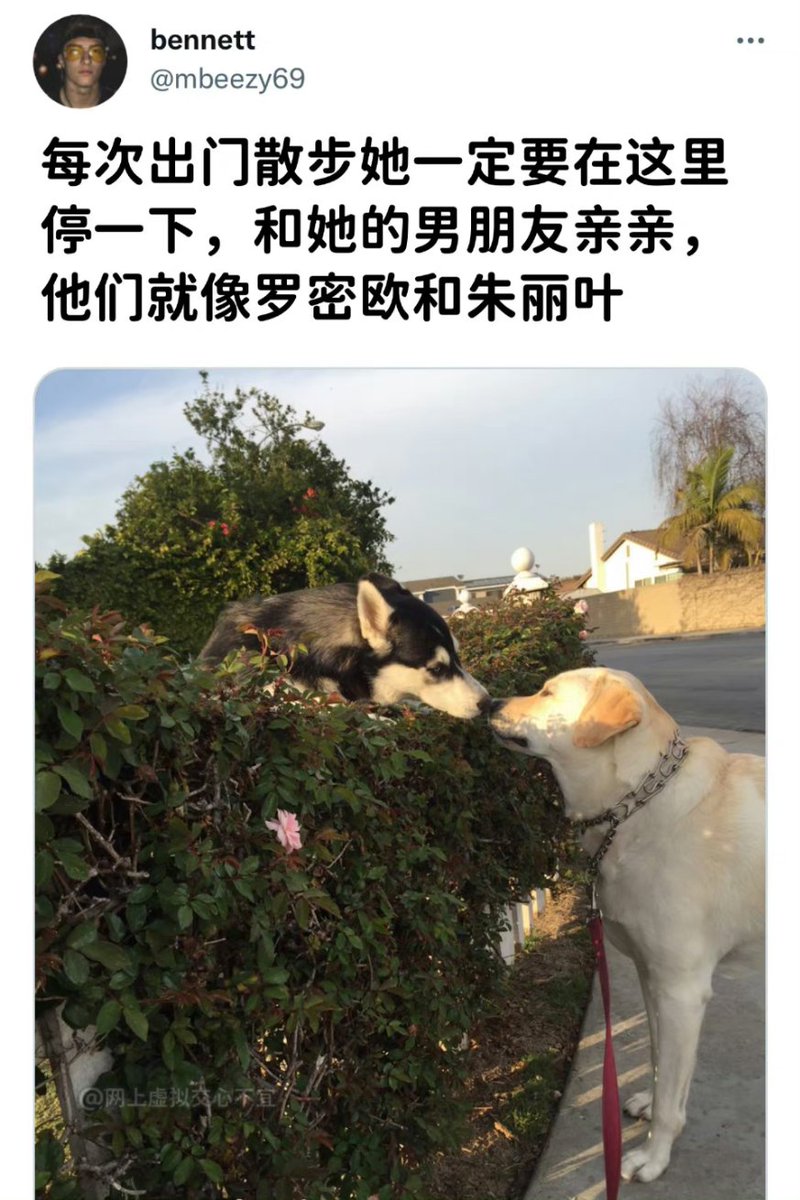 bennett
@mbeezy69
每次出门散步她一定要在这里
停一下，和她的男朋友亲亲，
他们就像罗密欧和朱丽叶
@网上虚拟交心不宜